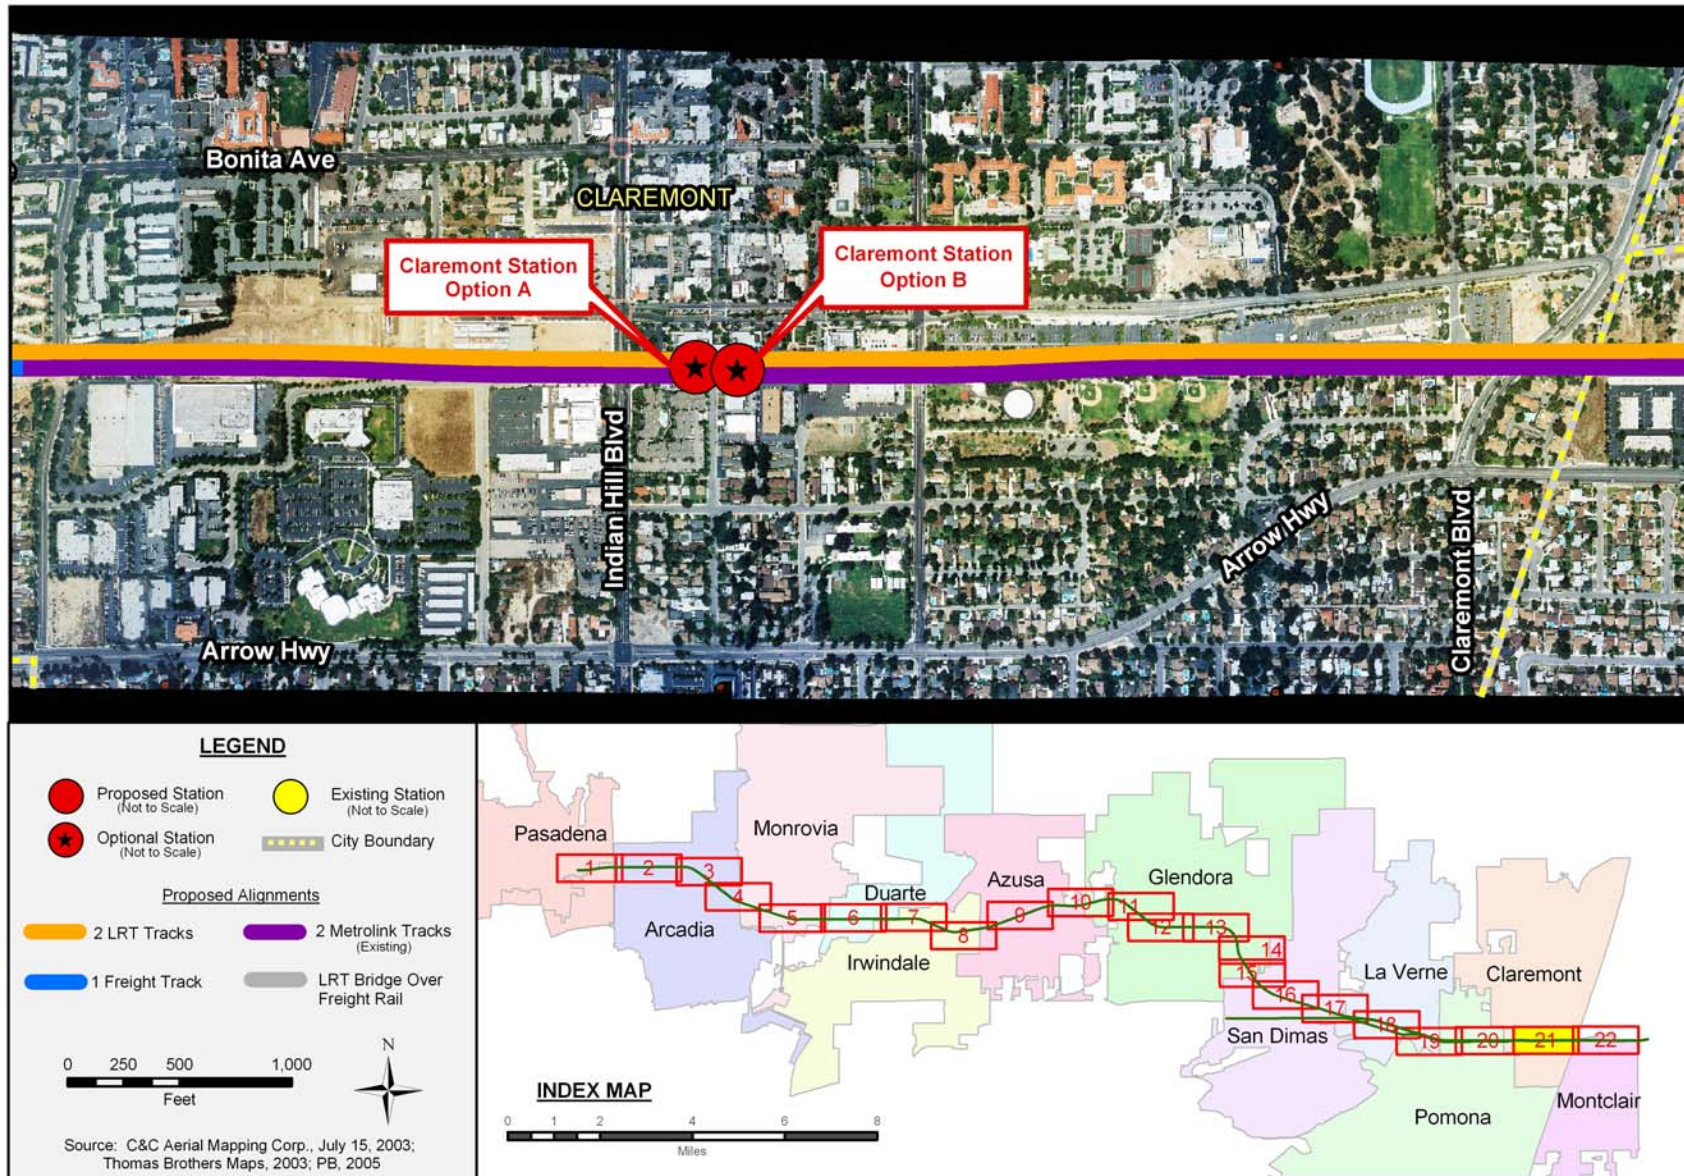 Bonita Ave
CLAREMONT
Claremont Station
Option A
Claremont Station
Option B
Indian Hill Blvd
Arrow Hwy
Claremont Blvd
Arrow Hwy
LEGEND
Proposed Station
(Not to Scale)
Existing Station
(Not to Scale)
Optional Station
(Not to Scale)
City Boundary
Proposed Alignments
2 LRT Tracks
2 Metrolink Tracks
(Existing)
1 Freight Track
LRT Bridge Over
Freight Rail
0 250 500 1,000
Feet
N
Source: C&C Aerial Mapping Corp., July 15, 2003;
Thomas Brothers Maps, 2003; PB, 2005
Pasadena
Monrovia
Arcadia
Duarte
Irwindale
Azusa
Glendora
La Verne
Claremont
San Dimas
Pomona
Montclair
1
2
3
4
5
6
7
8
9
10
11
12
13
14
15
16
17
18
19
20
21
22
INDEX MAP
0 1 2 4 6 8
Miles